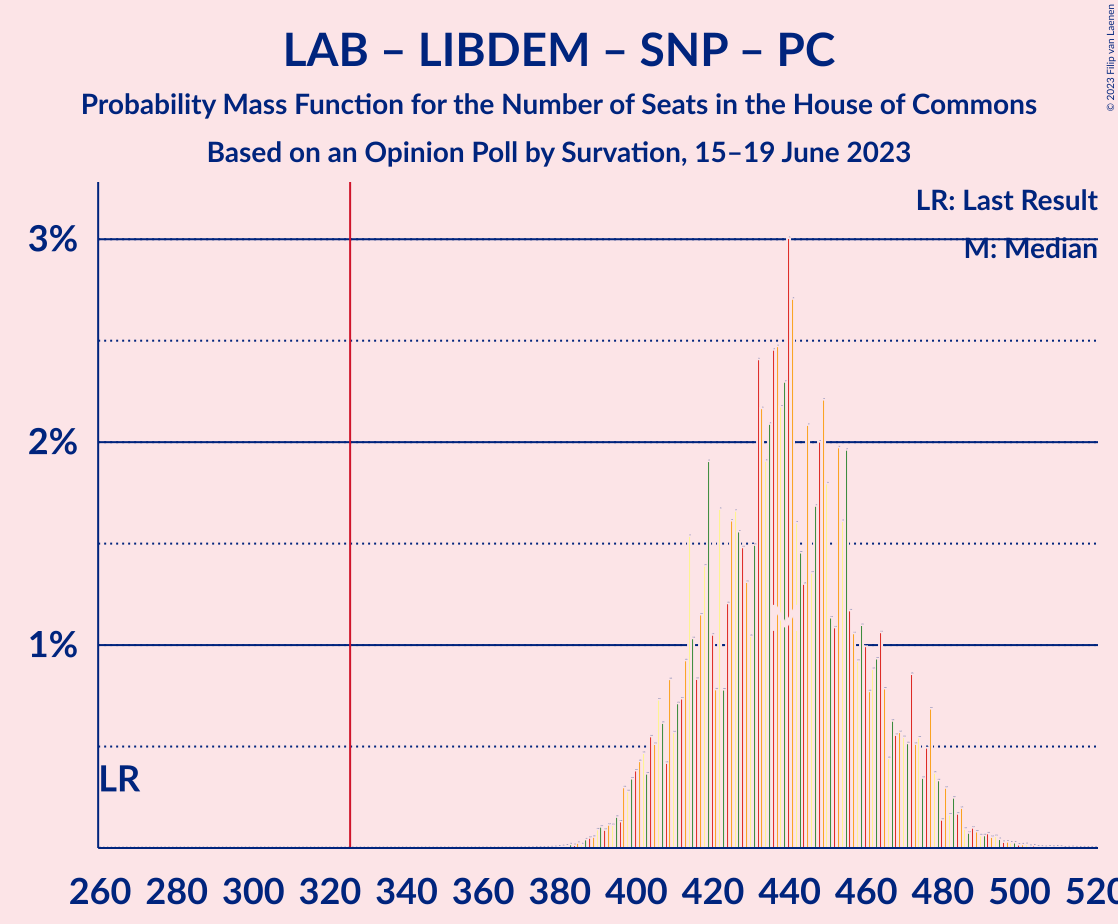 LAB – LIBDEM – SNP – PC
Probability Mass Function for the Number of Seats in the House of Commons
Based on an Opinion Poll by Survation, 15–19 June 2023
© 2023 Filip van Laenen
LR: Last Result
M: Median
3%
2%
1%
LR
260 280 300 320 340 360 380 400 420 440 460 480 500 520